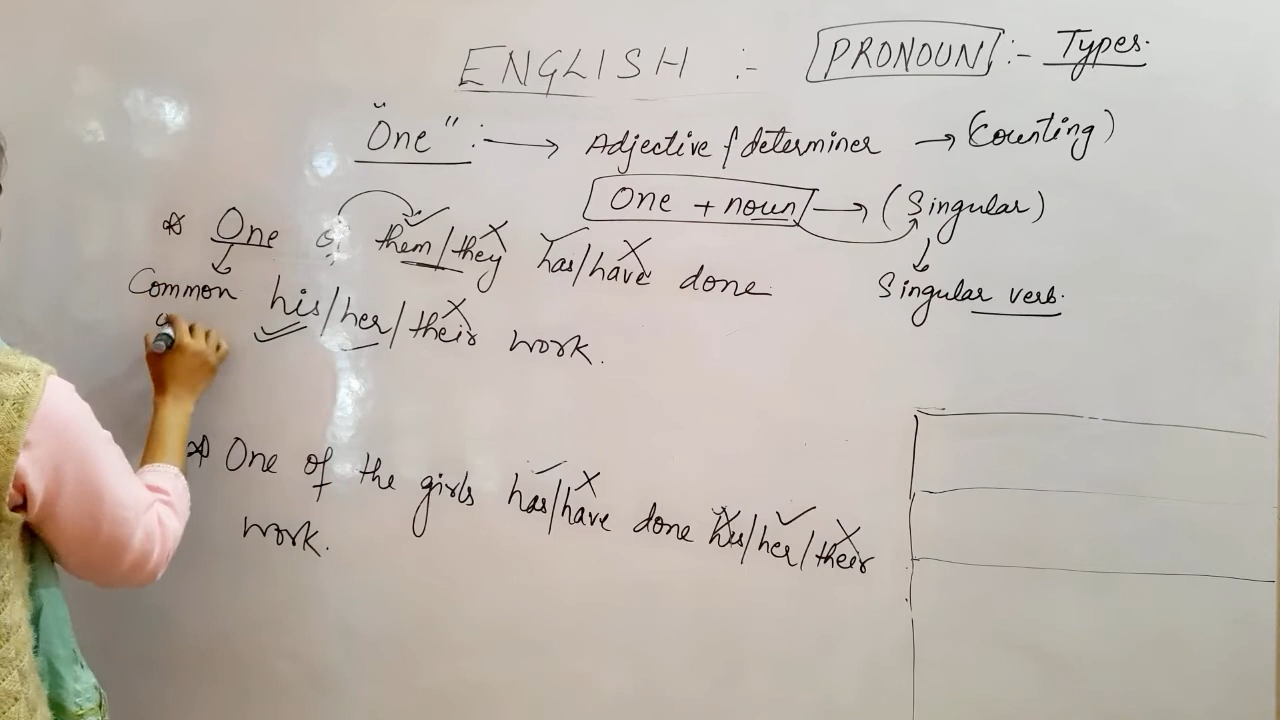 ENGLISH :- PRONOUN :- Types.
"One" : → Adjective / determiner → (Counting)
One + noun → (Singular)
Singular verb.
* One of them/they has/have done
Common his/her/their work.
* One of the girls has/have done his/her/their
work.